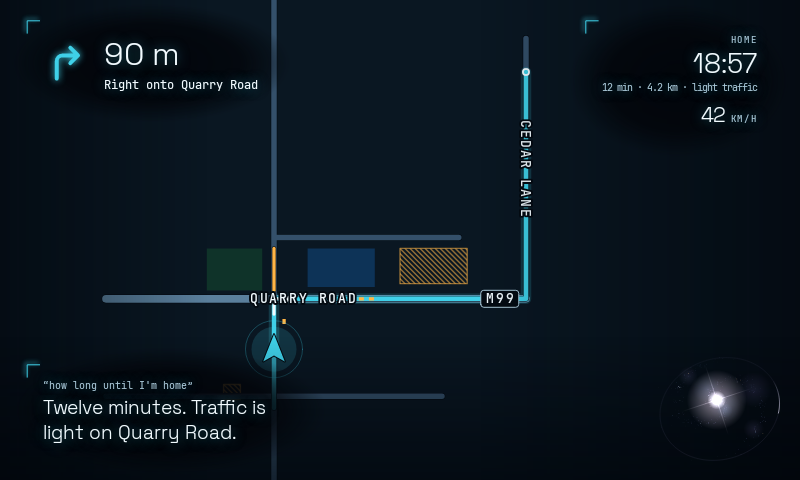 90 m
Right onto Quarry Road
HOME
18:57
12 min · 4.2 km · light traffic
42 KM/H
CEDAR LANE
QUARRY ROAD
M99
“how long until I'm home”
Twelve minutes. Traffic is
light on Quarry Road.